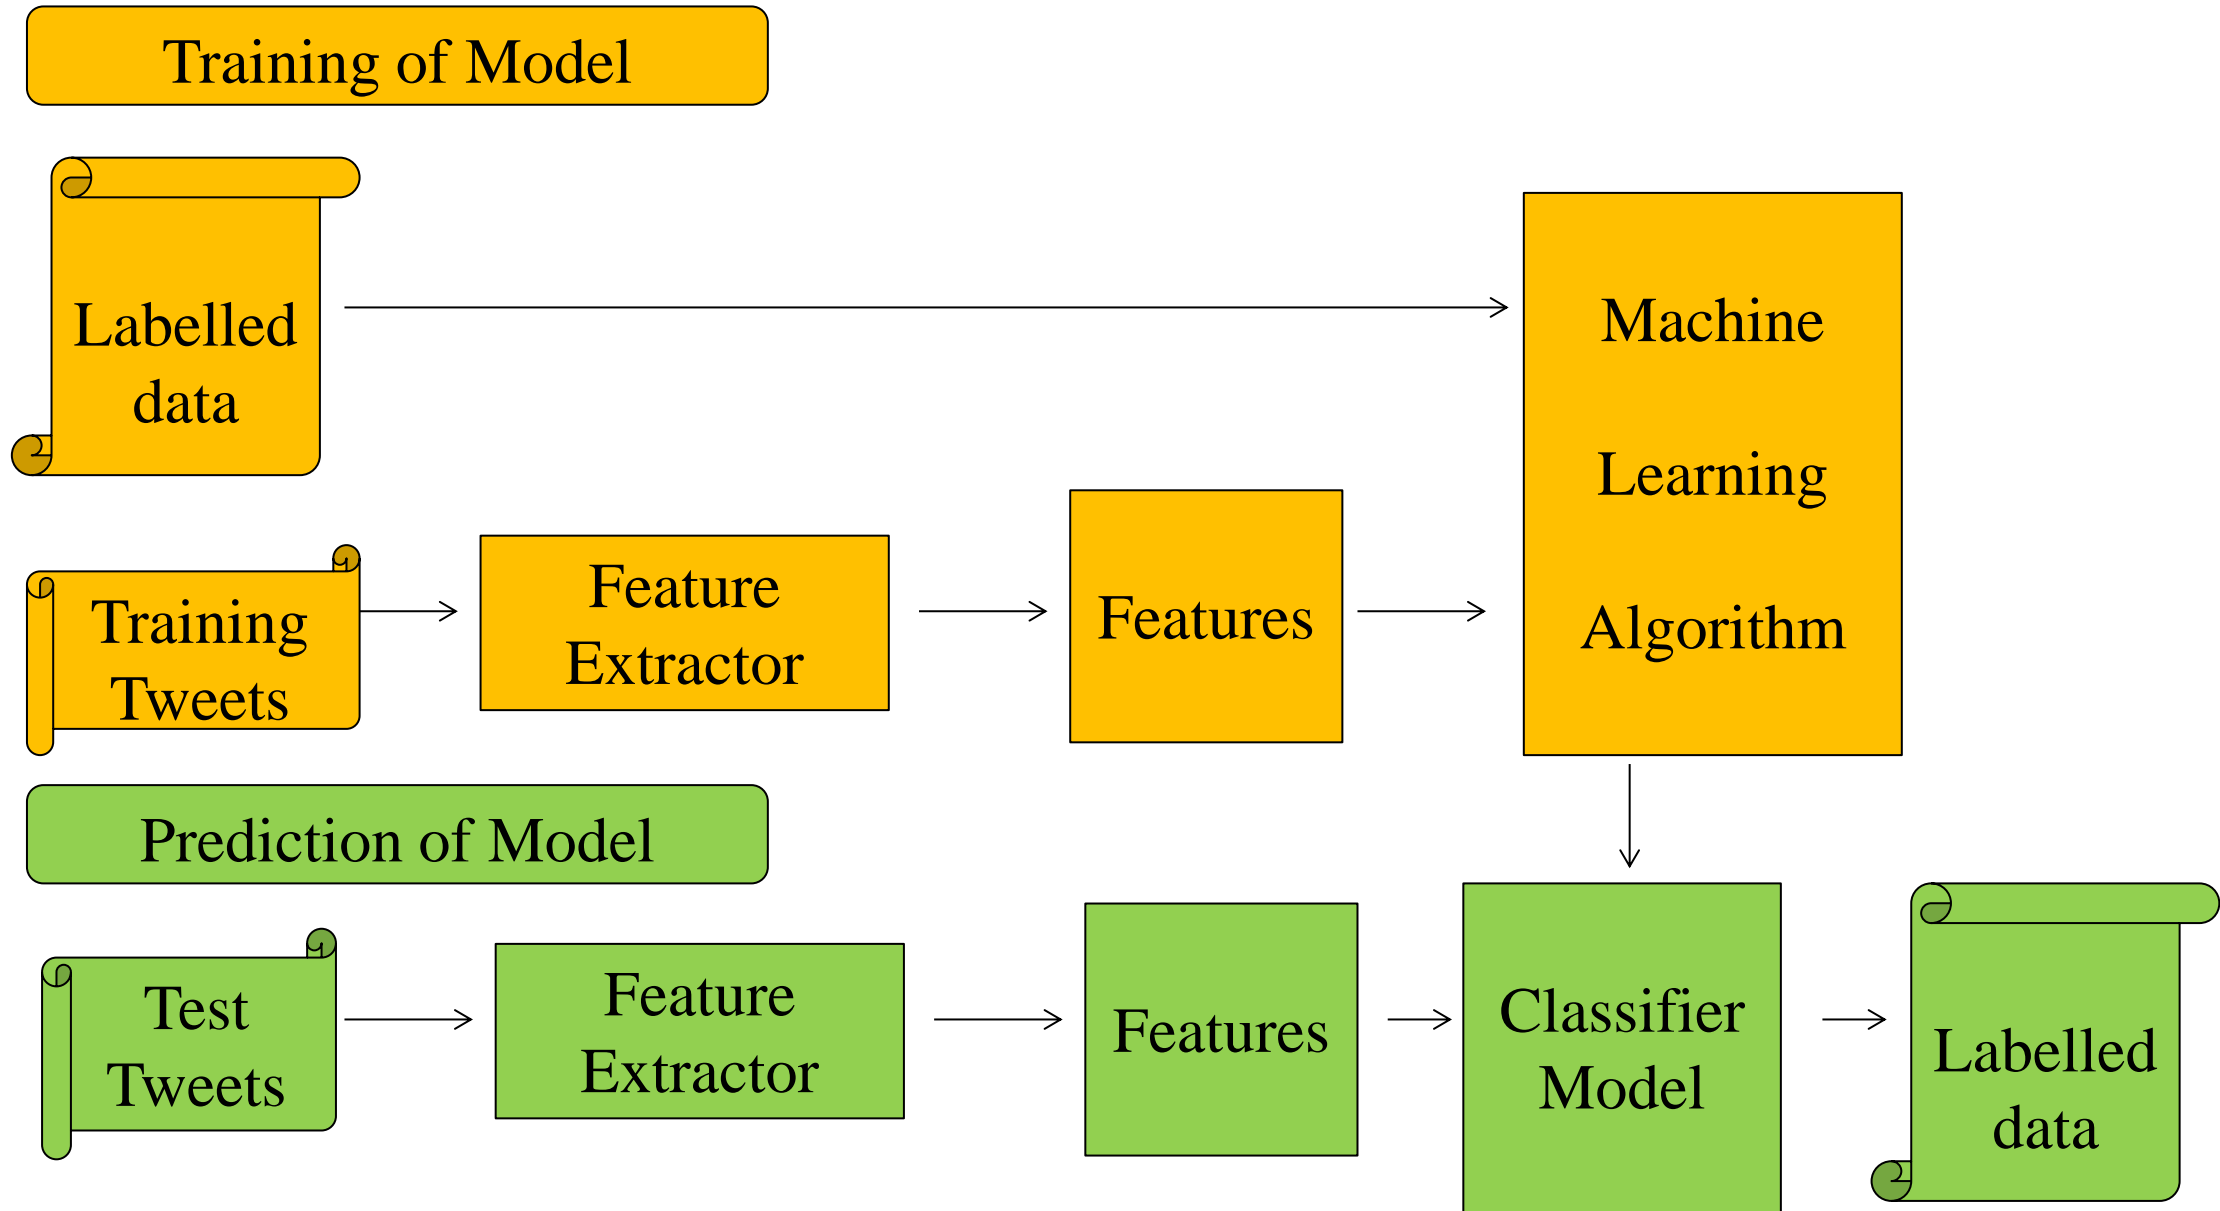 Training of Model
Labelled
data
Machine
Learning
Algorithm
Training
Tweets
Feature
Extractor
Features
Prediction of Model
Test
Tweets
Feature
Extractor
Features
Classifier
Model
Labelled
data